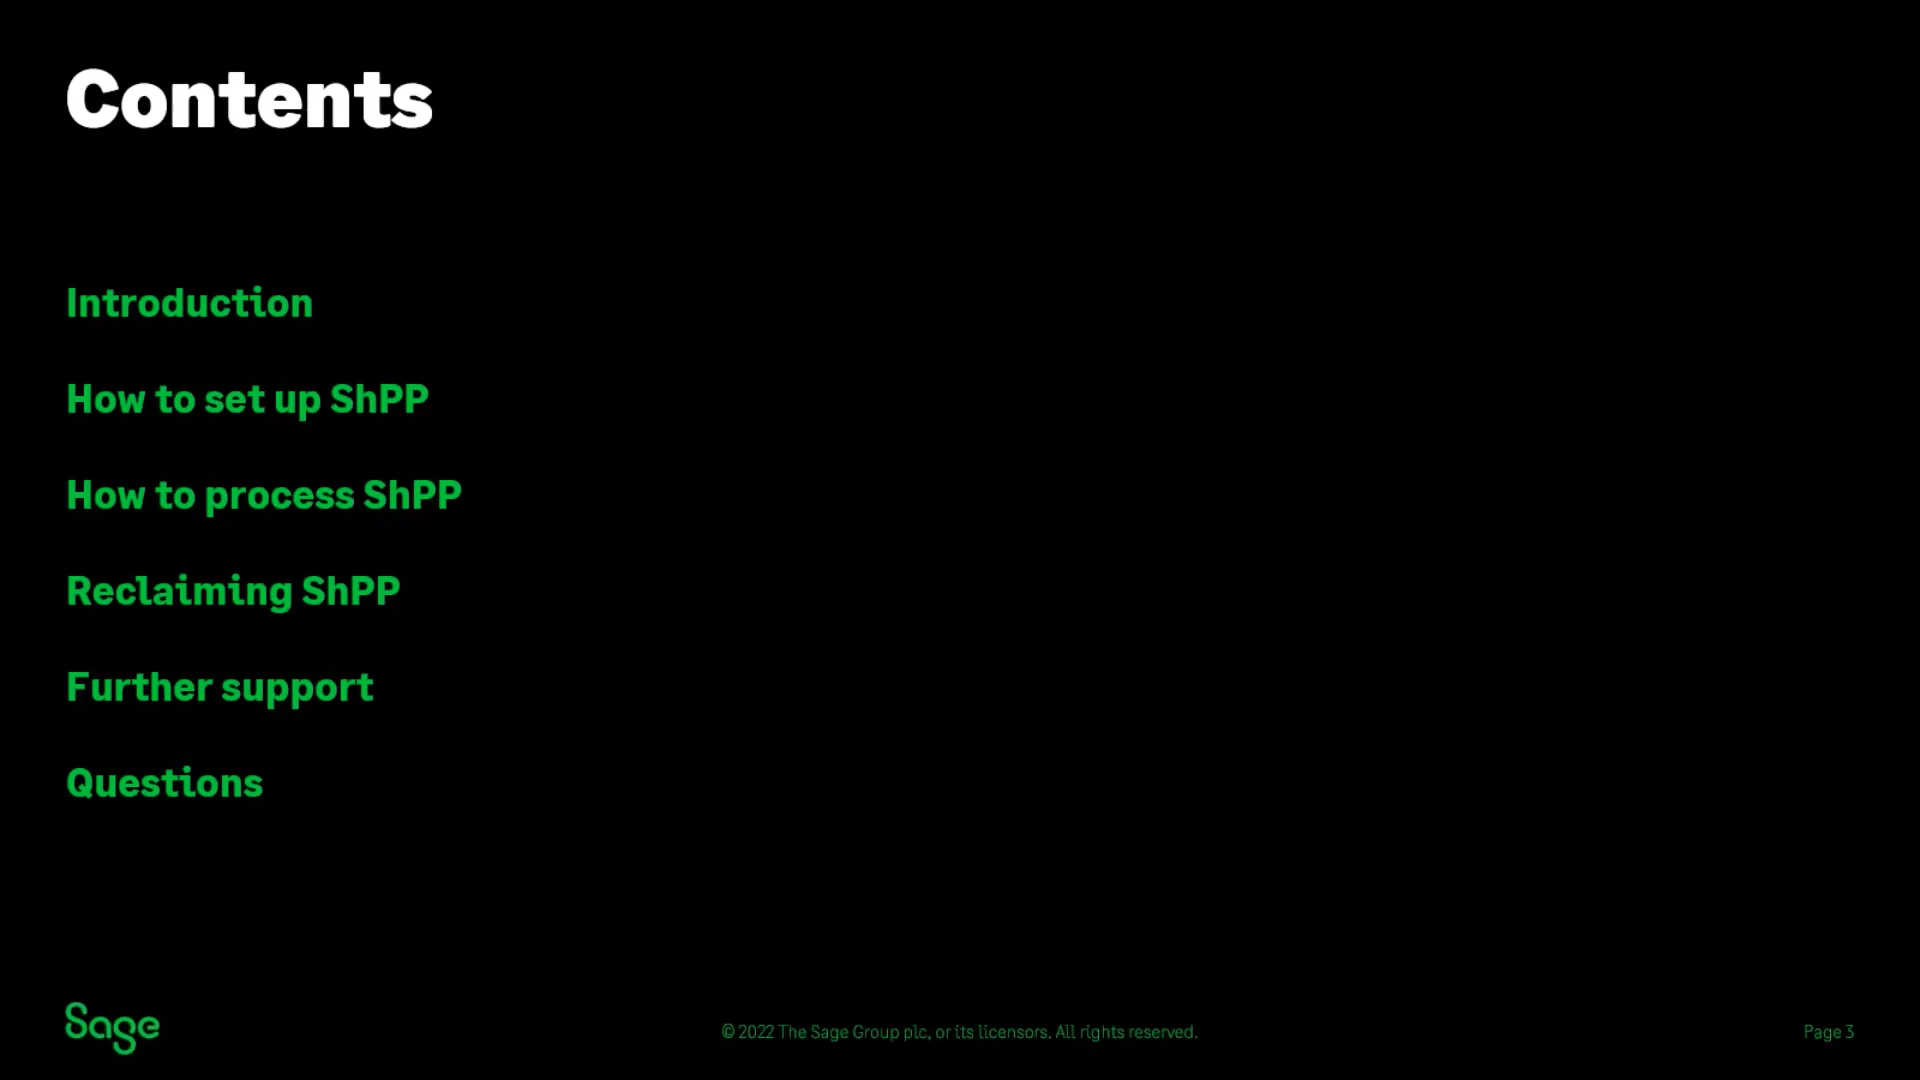 Contents
Introduction
How to set up ShPP
How to process ShPP
Reclaiming ShPP
Further support
Questions
Sage
© 2022 The Sage Group plc, or its licensors. All rights reserved.
Page 3